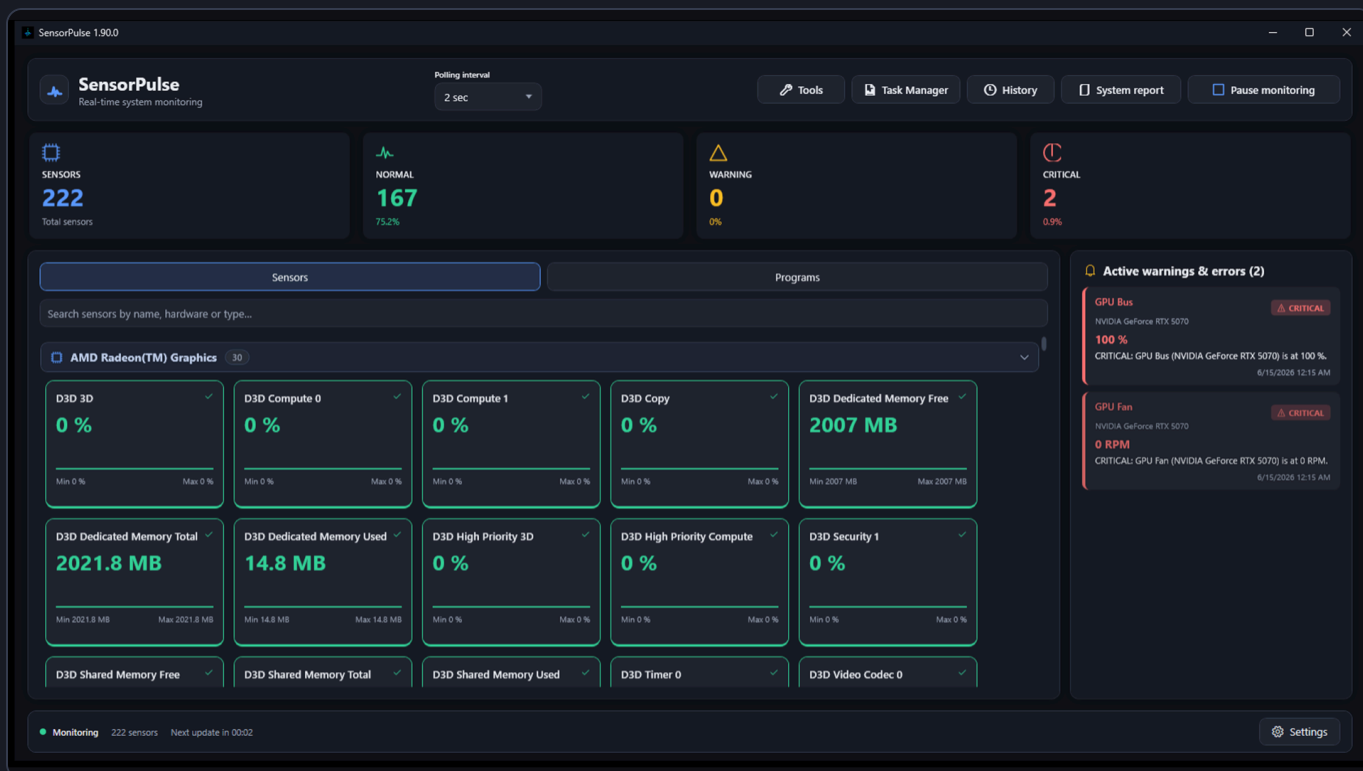 SensorPulse 1.90.0
SensorPulse
Real-time system monitoring
Polling interval
2 sec
Tools
Task Manager
History
System report
Pause monitoring
SENSORS
222
Total sensors
NORMAL
167
75.2%
WARNING
0
0%
CRITICAL
2
0.9%
Sensors
Programs
Search sensors by name, hardware or type...
AMD Radeon(TM) Graphics 30
D3D 3D
0 %
Min 0 % Max 0 %
D3D Compute 0
0 %
Min 0 % Max 0 %
D3D Compute 1
0 %
Min 0 % Max 0 %
D3D Copy
0 %
Min 0 % Max 0 %
D3D Dedicated Memory Free
2007 MB
Min 2007 MB Max 2007 MB
D3D Dedicated Memory Total
2021.8 MB
Min 2021.8 MB Max 2021.8 MB
D3D Dedicated Memory Used
14.8 MB
Min 14.8 MB Max 14.8 MB
D3D High Priority 3D
0 %
Min 0 % Max 0 %
D3D High Priority Compute
0 %
Min 0 % Max 0 %
D3D Security 1
0 %
Min 0 % Max 0 %
D3D Shared Memory Free
D3D Shared Memory Total
D3D Shared Memory Used
D3D Timer 0
D3D Video Codec 0
Active warnings & errors (2)
GPU Bus
CRITICAL
NVIDIA GeForce RTX 5070
100 %
CRITICAL: GPU Bus (NVIDIA GeForce RTX 5070) is at 100 %.
6/15/2026 12:15 AM
GPU Fan
CRITICAL
NVIDIA GeForce RTX 5070
0 RPM
CRITICAL: GPU Fan (NVIDIA GeForce RTX 5070) is at 0 RPM.
6/15/2026 12:15 AM
Monitoring 222 sensors Next update in 00:02
Settings